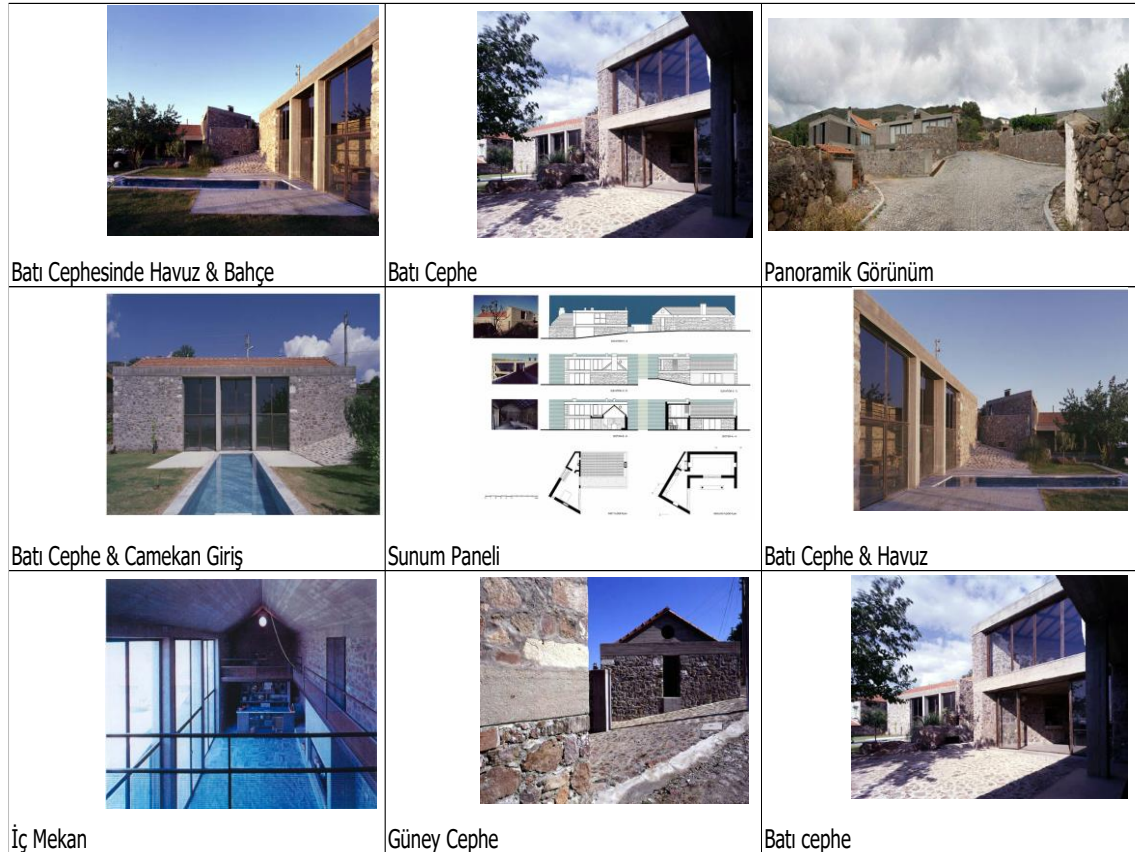 Batı Cephesinde Havuz & Bahçe
Batı Cephe
Panoramik Görünüm
Batı Cephe & Camekan Giriş
Sunum Paneli
Batı Cephe & Havuz
İç Mekan
Güney Cephe
Batı cephe